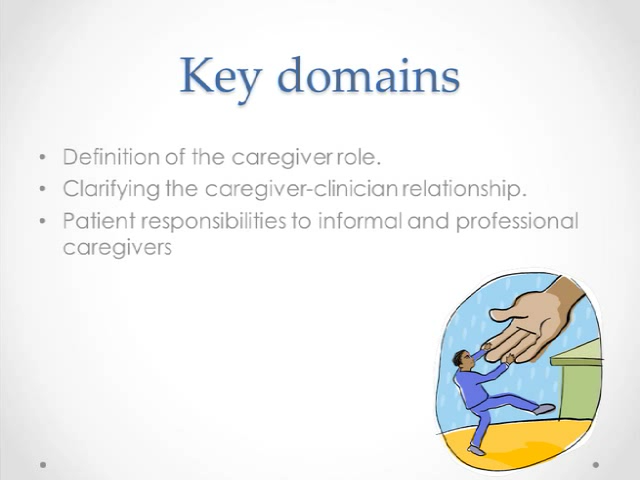 Key domains
• Definition of the caregiver role.
• Clarifying the caregiver-clinician relationship.
• Patient responsibilities to informal and professional
caregivers